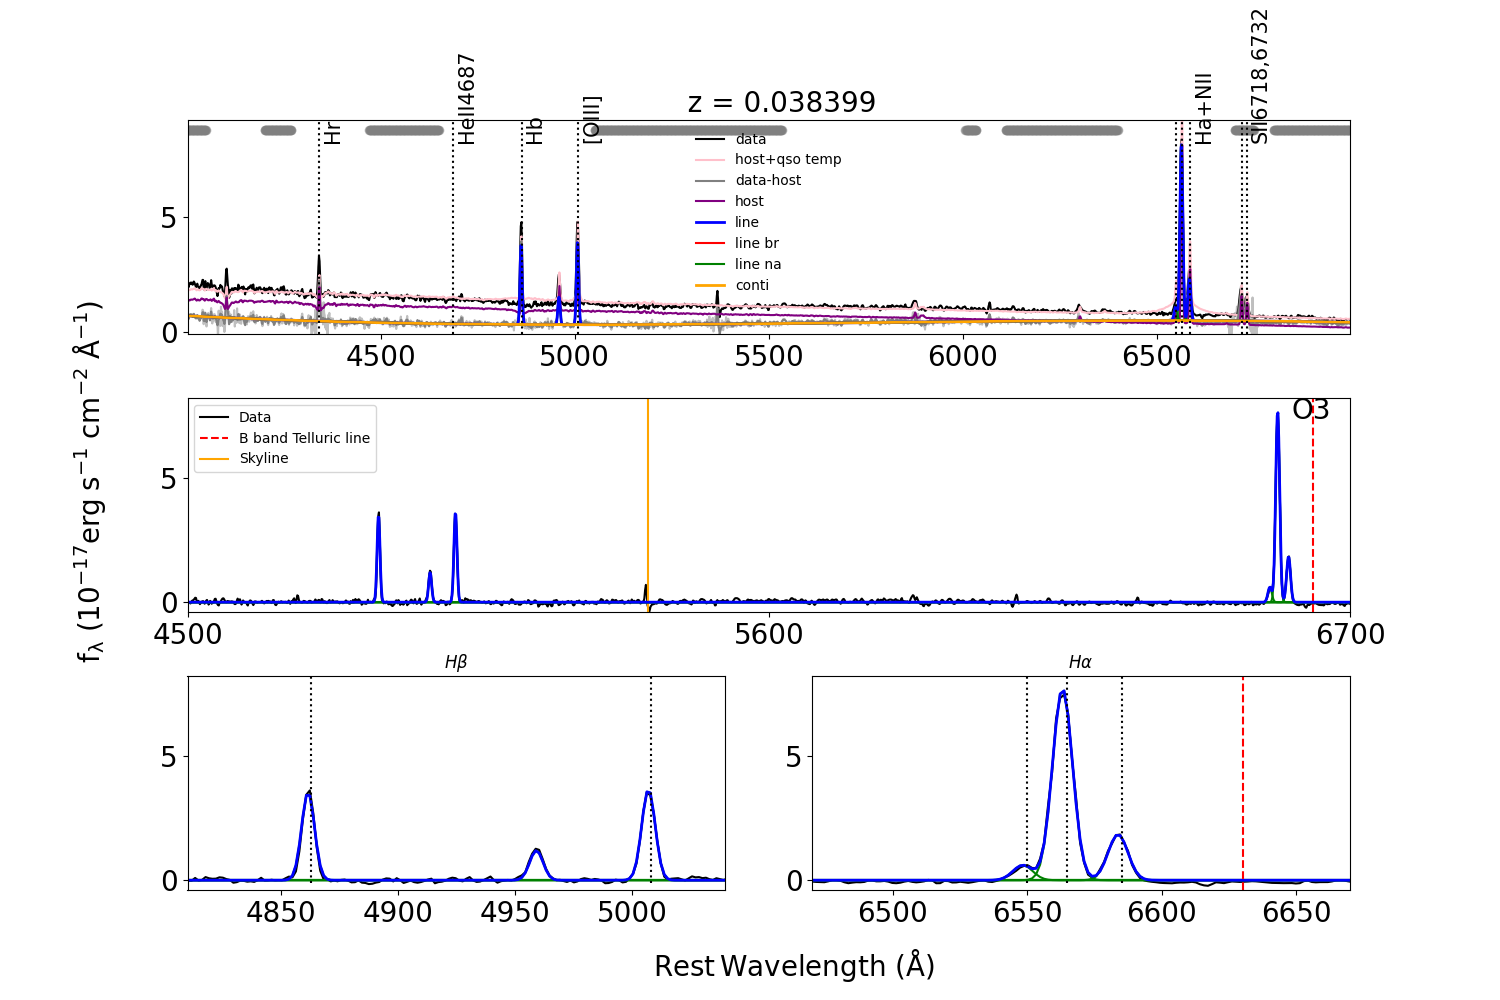 z = 0.038399
Hr
HeII4687
Hb
[OIII]
Ha+NII
SII6718,6732
data
host+qso temp
data-host
host
line
line br
line na
conti
5
0
4500 5000 5500 6000 6500
fλ (10⁻¹⁷erg s⁻¹ cm⁻² Å⁻¹)
Data
B band Telluric line
Skyline
O3
5
0
4500 5600 6700
Hβ
5
0
4850 4900 4950 5000
Hα
5
0
6500 6550 6600 6650
Rest Wavelength (Å)